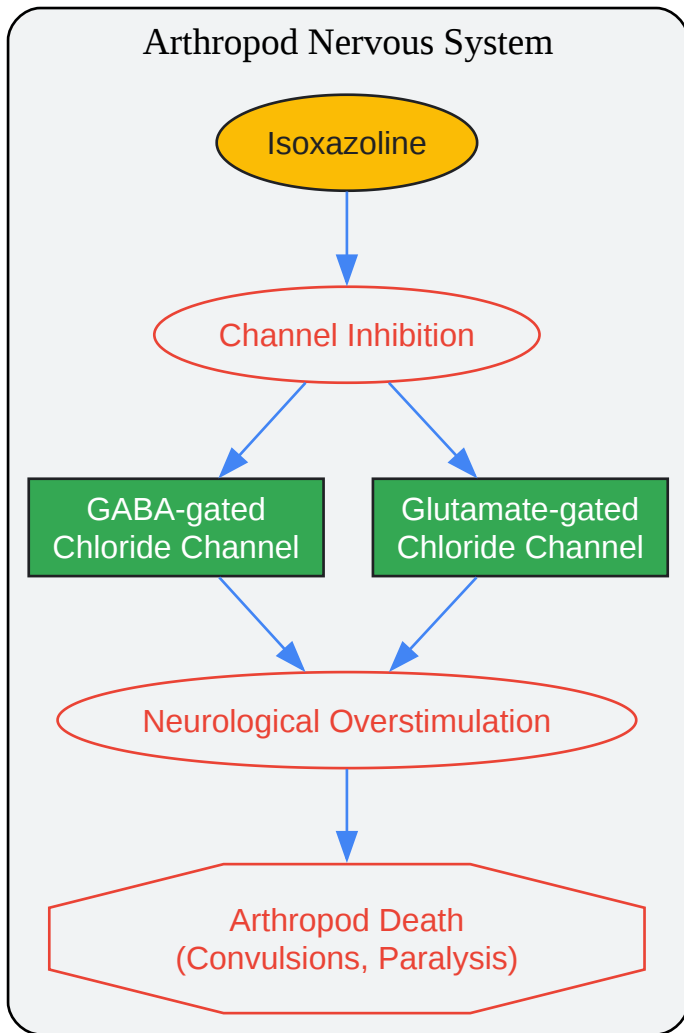 Arthropod Nervous System
Isoxazoline
Channel Inhibition
GABA-gated
Chloride Channel
Glutamate-gated
Chloride Channel
Neurological Overstimulation
Arthropod Death
(Convulsions, Paralysis)